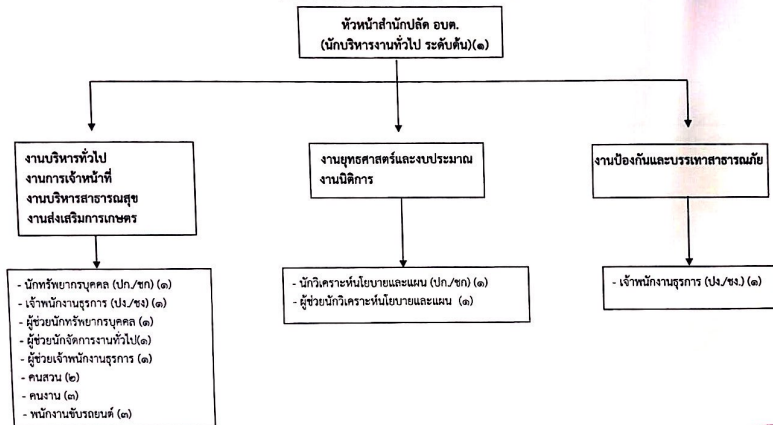 หัวหน้าสำนักปลัด อบต.
(นักบริหารงานทั่วไป ระดับต้น)(๑)
งานบริหารทั่วไป
งานการเจ้าหน้าที่
งานบริหารสาธารณสุข
งานส่งเสริมการเกษตร
งานยุทธศาสตร์และงบประมาณ
งานนิติการ
งานป้องกันและบรรเทาสาธารณภัย
- นักทรัพยากรบุคคล (ปก./ชก) (๑)
- เจ้าพนักงานธุรการ (ปง./ชง) (๑)
- ผู้ช่วยนักทรัพยากรบุคคล (๑)
- ผู้ช่วยนักจัดการงานทั่วไป(๑)
- ผู้ช่วยเจ้าพนักงานธุรการ (๑)
- คนสวน (๒)
- คนงาน (๓)
- พนักงานขับรถยนต์ (๓)
- นักวิเคราะห์นโยบายและแผน (ปก./ชก) (๑)
- ผู้ช่วยนักวิเคราะห์นโยบายและแผน (๑)
- เจ้าพนักงานธุรการ (ปง./ชง.) (๑)